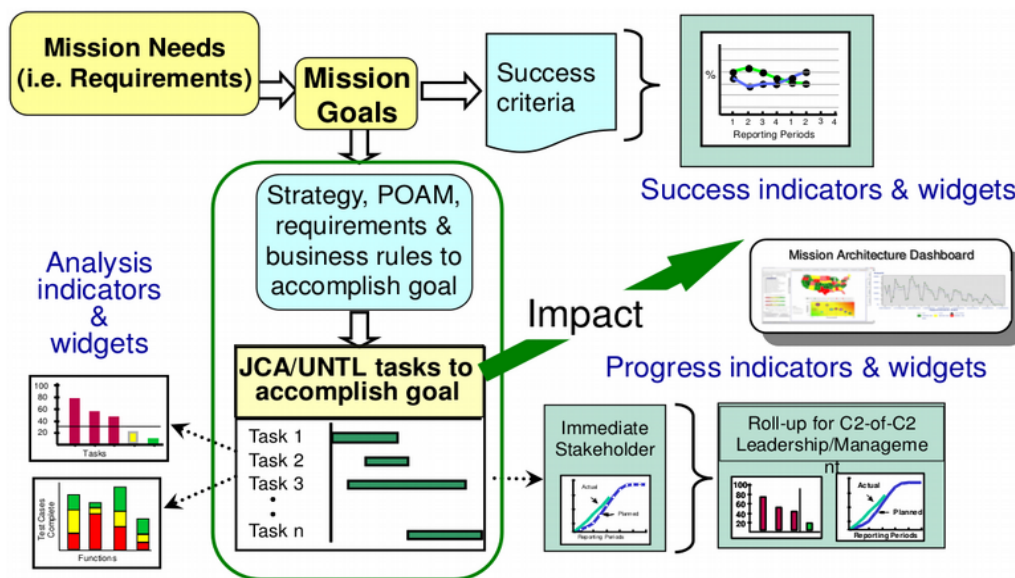 Mission Needs
(i.e. Requirements)
Mission
Goals
Success
criteria
%
1 2 3 4 1 2 3 4
Reporting Periods
Success indicators & widgets
Strategy, POAM,
requirements &
business rules to
accomplish goal
Analysis
indicators
&
widgets
Impact
Mission Architecture Dashboard
Progress indicators & widgets
JCA/UNTL tasks to
accomplish goal
Task 1
Task 2
Task 3
Task n
100
80
60
40
20
Tasks
Test Cases
Complete
Functions
Immediate
Stakeholder
Actual
Planned
Reporting Periods
Roll-up for C2-of-C2
Leadership/Manageme
nt
100
80
60
40
20
Actual
Planned
Reporting Periods